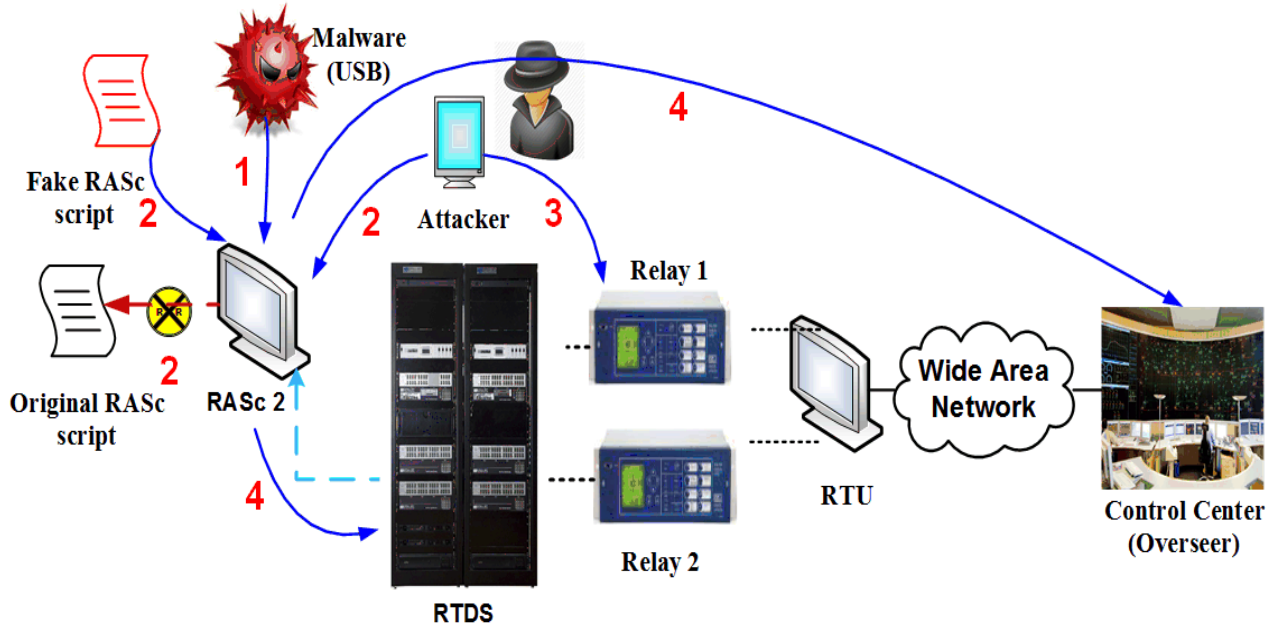 Malware
(USB)
4
1
Fake RASc
script
2
Attacker
2
3
Relay 1
R R
2
Original RASc
script
RASc 2
Wide Area
Network
4
RTU
Control Center
(Overseer)
Relay 2
RTDS